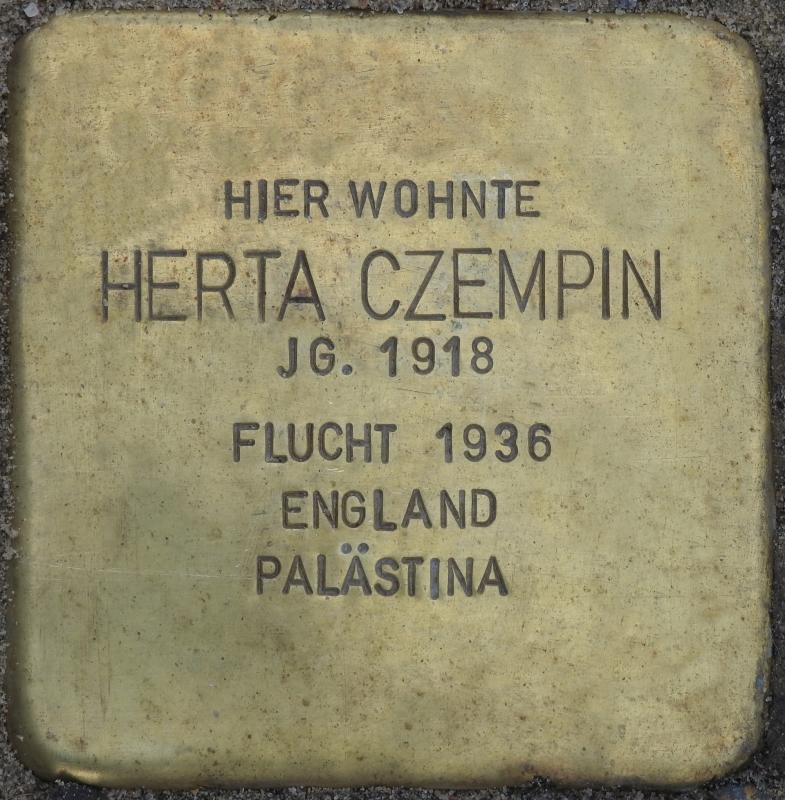 HIER WOHNTE
HERTA CZEMPIN
JG. 1918
FLUCHT 1936
ENGLAND
PALÄSTINA